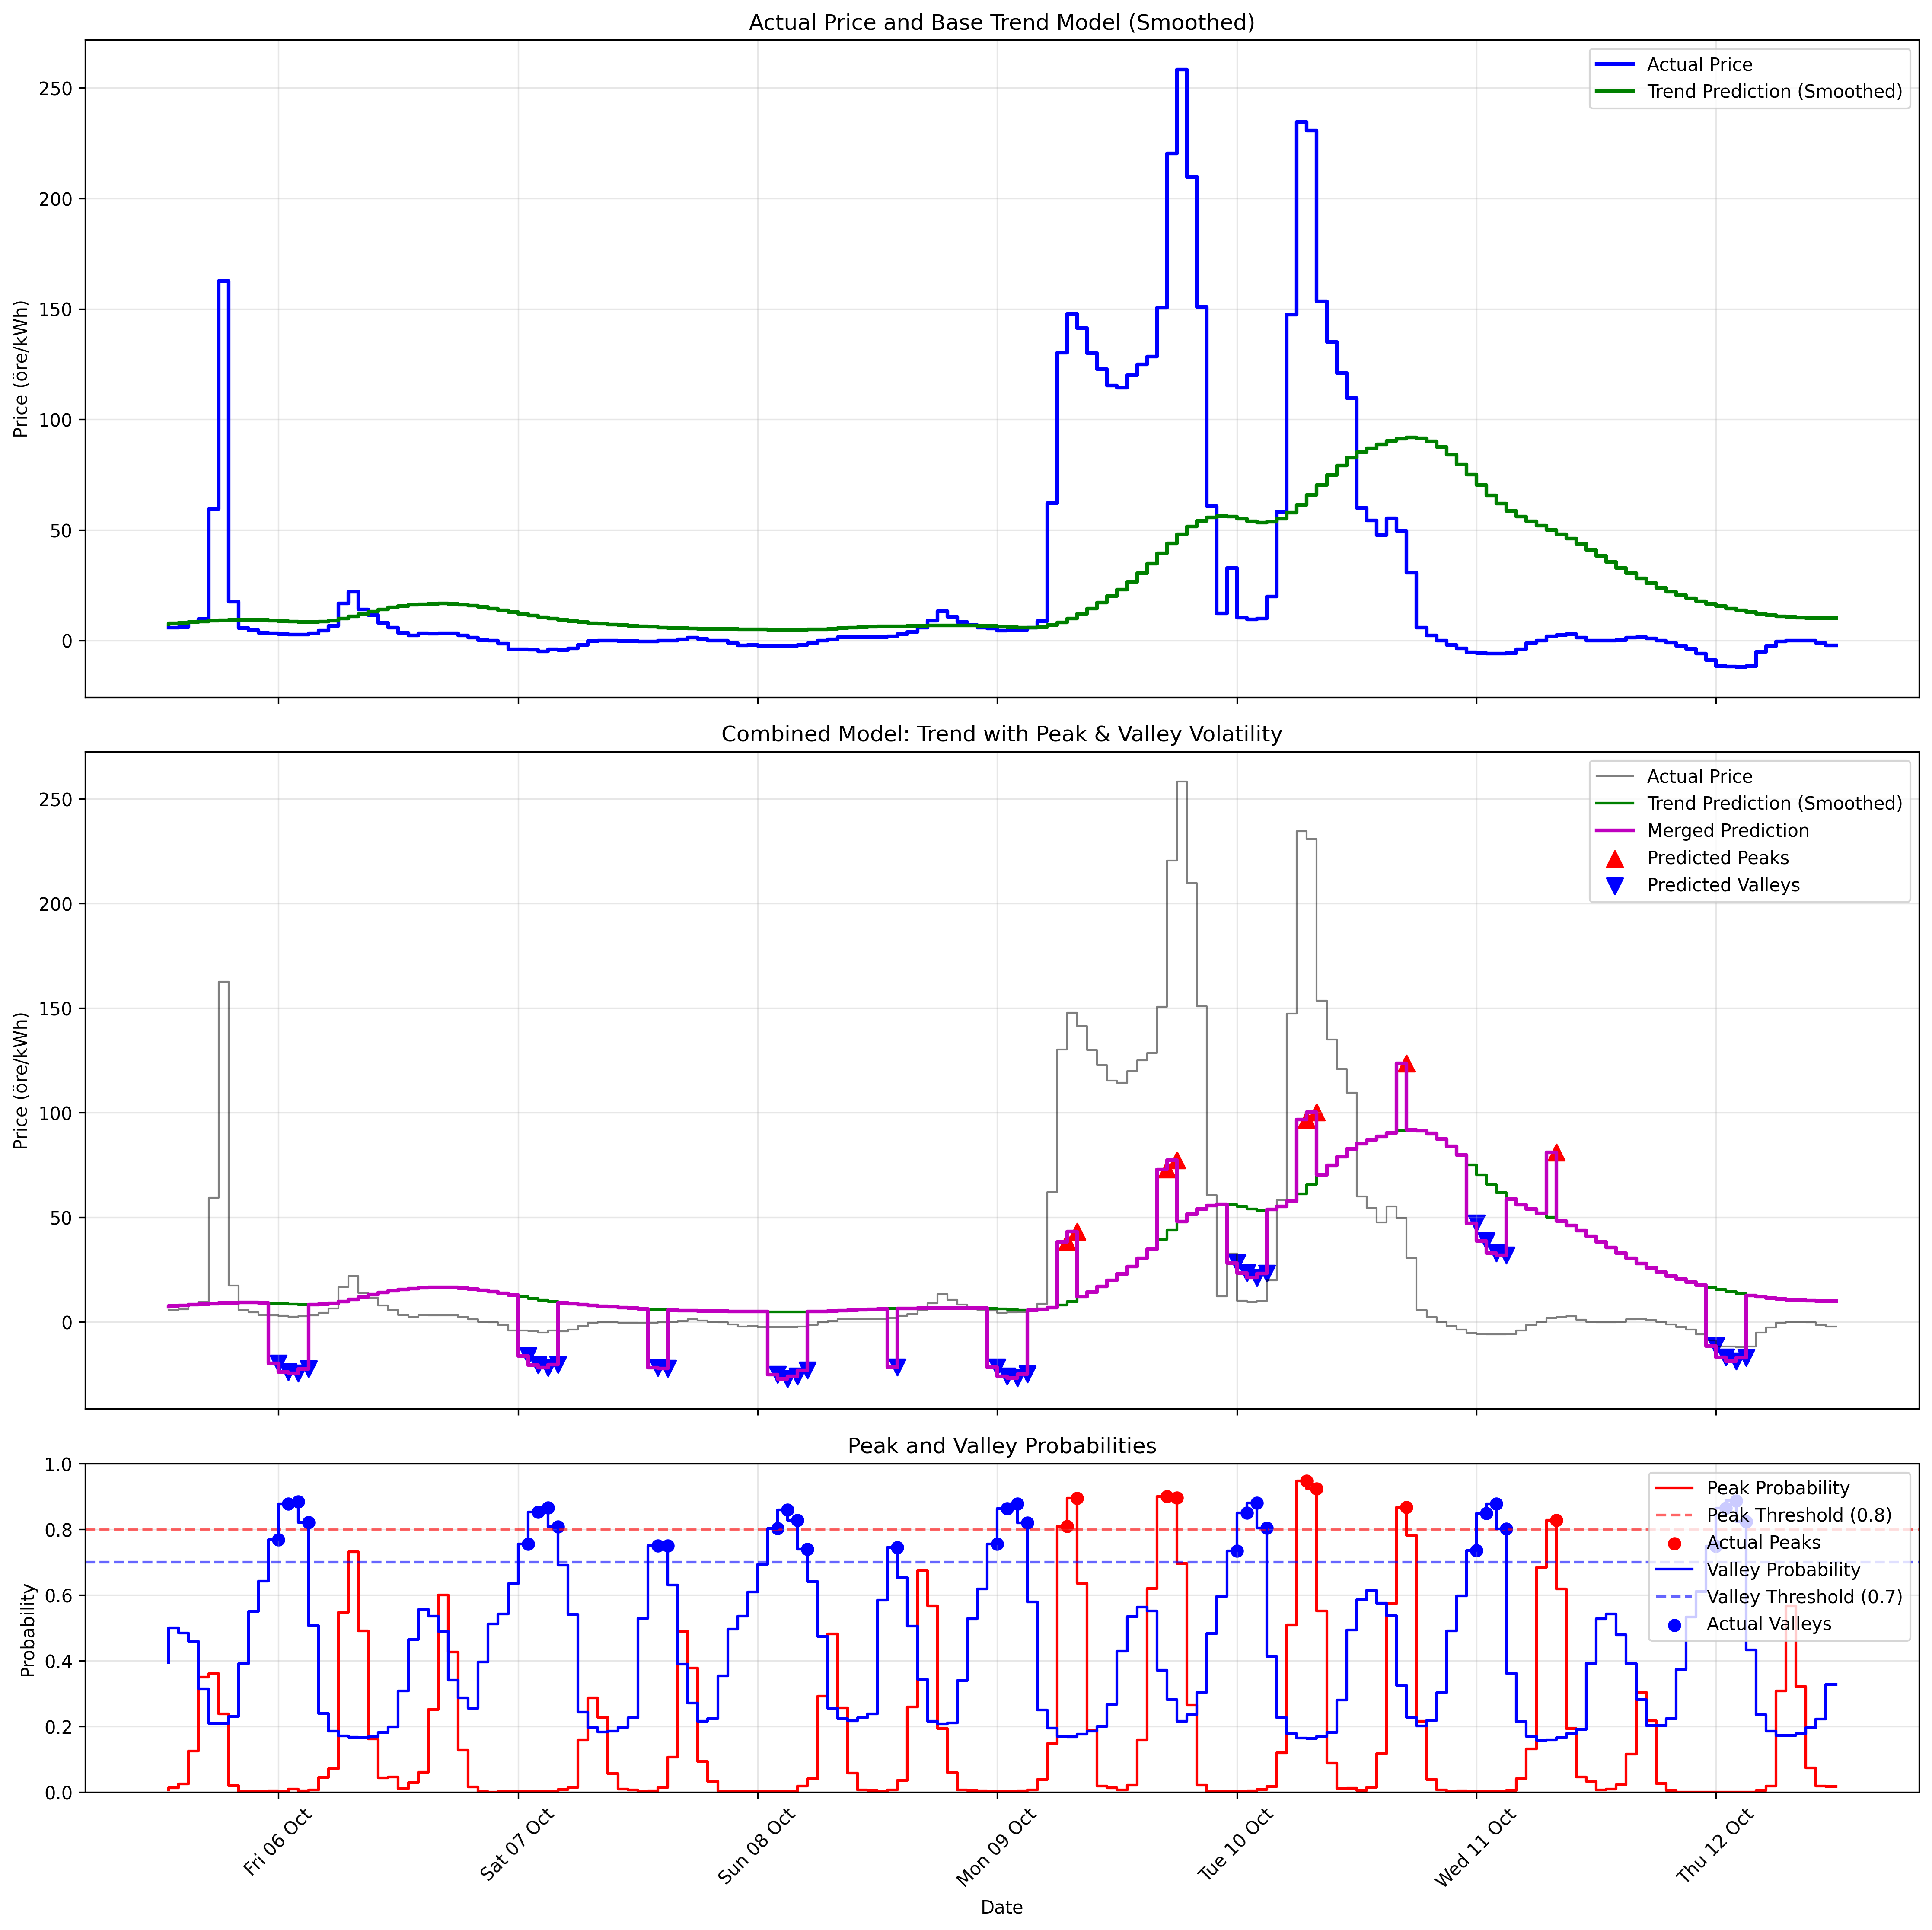 Actual Price and Base Trend Model (Smoothed)
Price (öre/kWh)
250
200
150
100
50
0
Actual Price
Trend Prediction (Smoothed)
Combined Model: Trend with Peak & Valley Volatility
Price (öre/kWh)
250
200
150
100
50
0
Actual Price
Trend Prediction (Smoothed)
Merged Prediction
Predicted Peaks
Predicted Valleys
Peak and Valley Probabilities
Probability
1.0
0.8
0.6
0.4
0.2
0.0
Peak Probability
Peak Threshold (0.8)
Actual Peaks
Valley Probability
Valley Threshold (0.7)
Actual Valleys
Fri 06 Oct
Sat 07 Oct
Sun 08 Oct
Mon 09 Oct
Tue 10 Oct
Wed 11 Oct
Thu 12 Oct
Date